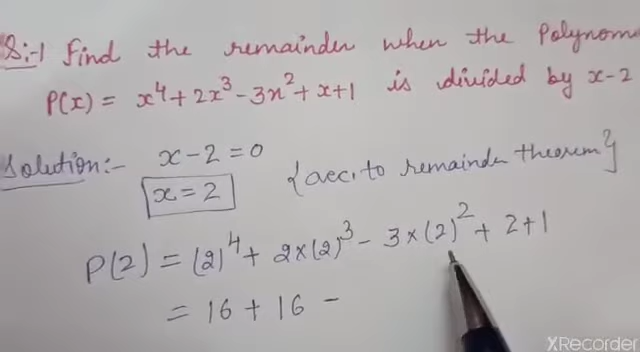 Q:-1 Find the remainder when the Polynom
P(x) = x⁴ + 2x³ - 3x² + x + 1 is divided by x-2
Solution:- x - 2 = 0
x = 2 {acc. to remainder theorem}
P(2) = (2)⁴ + 2×(2)³ - 3×(2)² + 2 + 1
= 16 + 16 -
XRecorder